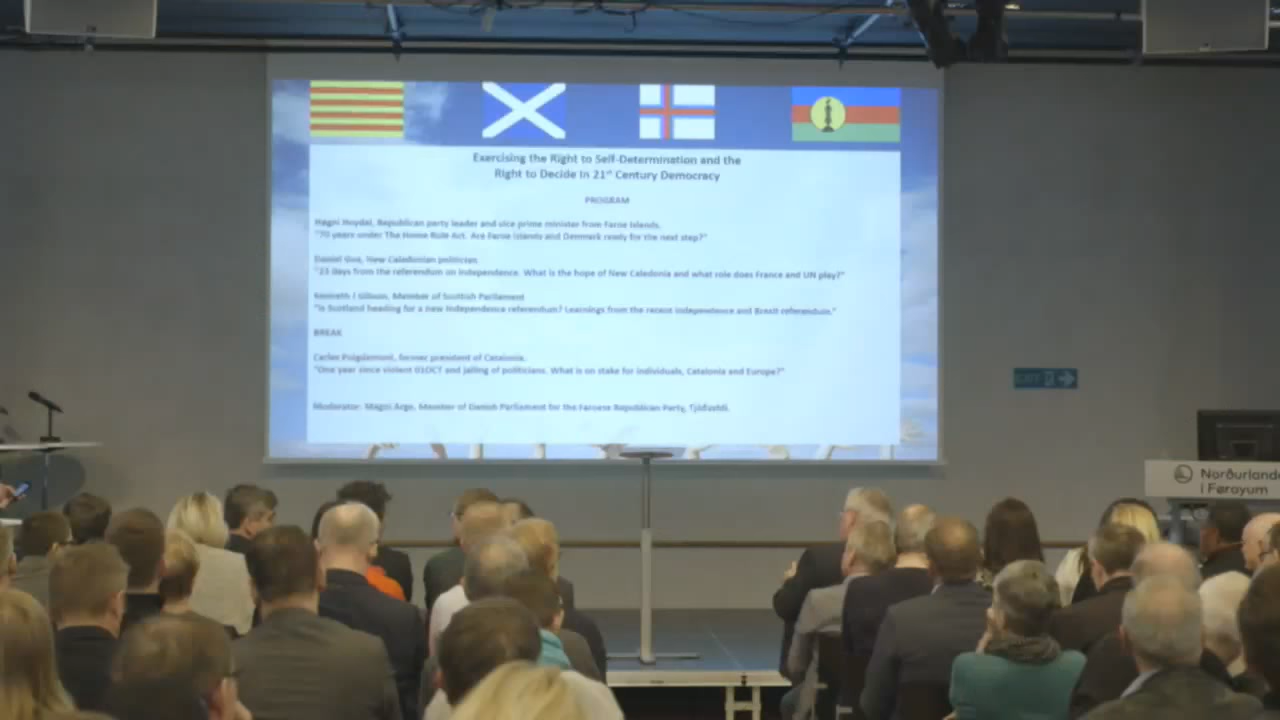 Exercising the Right to Self-Determination and the
Right to Decide in 21st Century Democracy
PROGRAM
Høgni Hoydal, Republican party leader and vice prime minister from Faroe Islands,
"70 years under The Home Rule Act. Are Faroe Islands and Denmark ready for the next step?"
Daniel Goa, New Caledonian politician,
"23 days from the referendum on independence. What is the hope of New Caledonia and what role does France and UN play?"
Kenneth J Gibson, Member of Scottish Parliament
"Is Scotland heading for a new independence referendum? Learnings from the recent independence and Brexit referendum."
BREAK
Carles Puigdemont, former president of Catalonia.
"One year since violent 01OCT and jailing of politicians. What is on stake for individuals, Catalonia and Europe?"
Moderator: Magni Arge, Member of Danish Parliament for the Faroese Republican Party, Tjóðveldi.
EXIT
Norðurlanda
í Føroyum